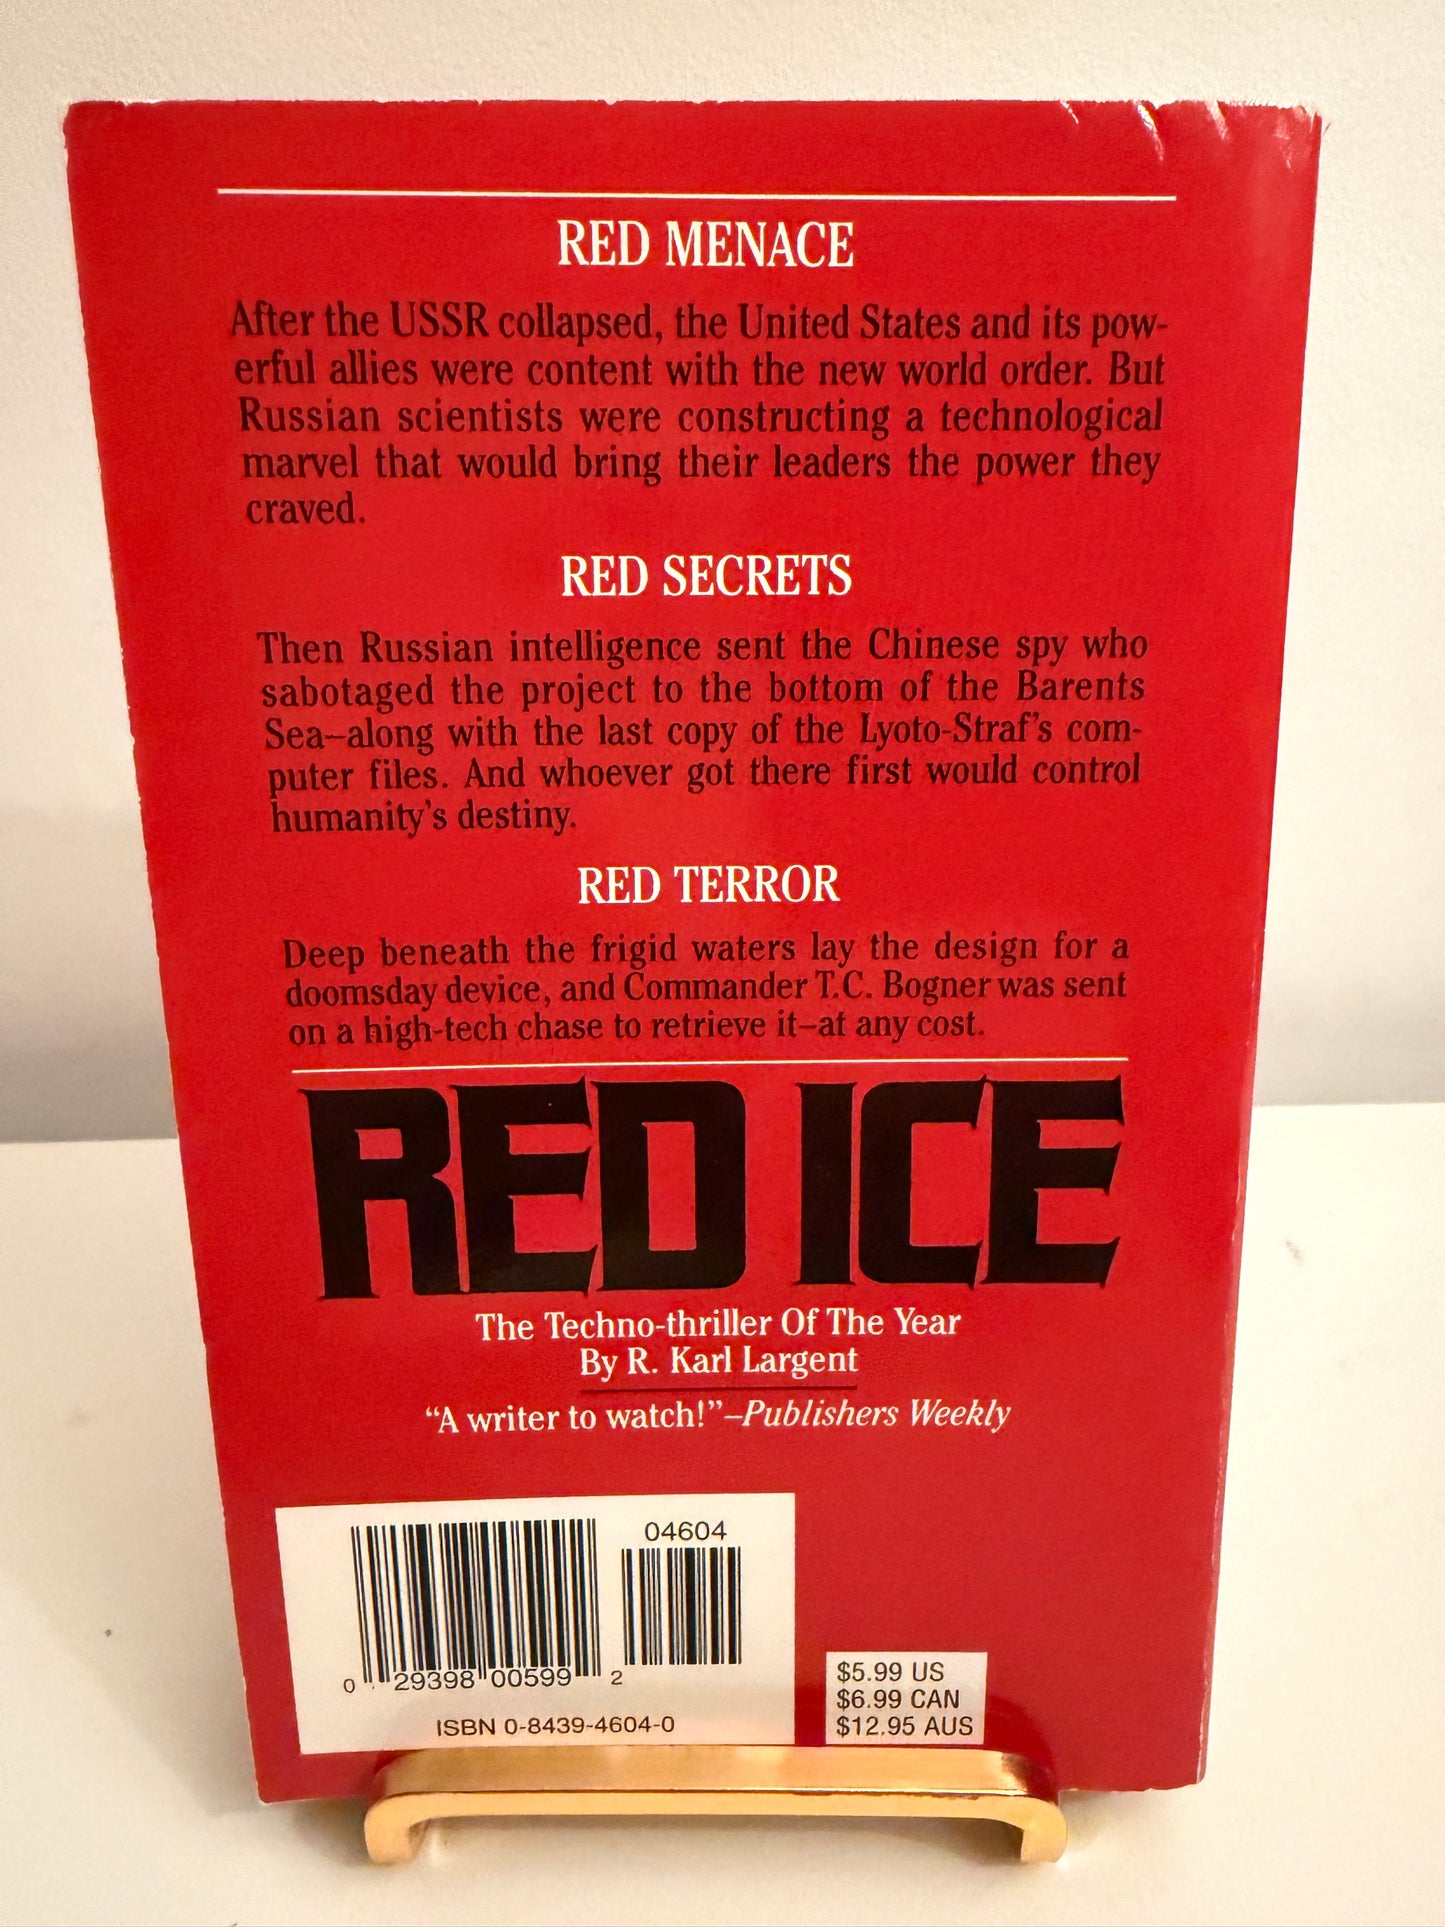 RED MENACE
After the USSR collapsed, the United States and its pow-
erful allies were content with the new world order. But
Russian scientists were constructing a technological
marvel that would bring their leaders the power they
craved.
RED SECRETS
Then Russian intelligence sent the Chinese spy who
sabotaged the project to the bottom of the Barents
Sea—along with the last copy of the Lyoto-Straf's com-
puter files. And whoever got there first would control
humanity's destiny.
RED TERROR
Deep beneath the frigid waters lay the design for a
doomsday device, and Commander T.C. Bogner was sent
on a high-tech chase to retrieve it—at any cost.
RED ICE
The Techno-thriller Of The Year
By R. Karl Largent
“A writer to watch!”—Publishers Weekly
04604
0 29398 00599 2
ISBN 0-8439-4604-0
$5.99 US
$6.99 CAN
$12.95 AUS